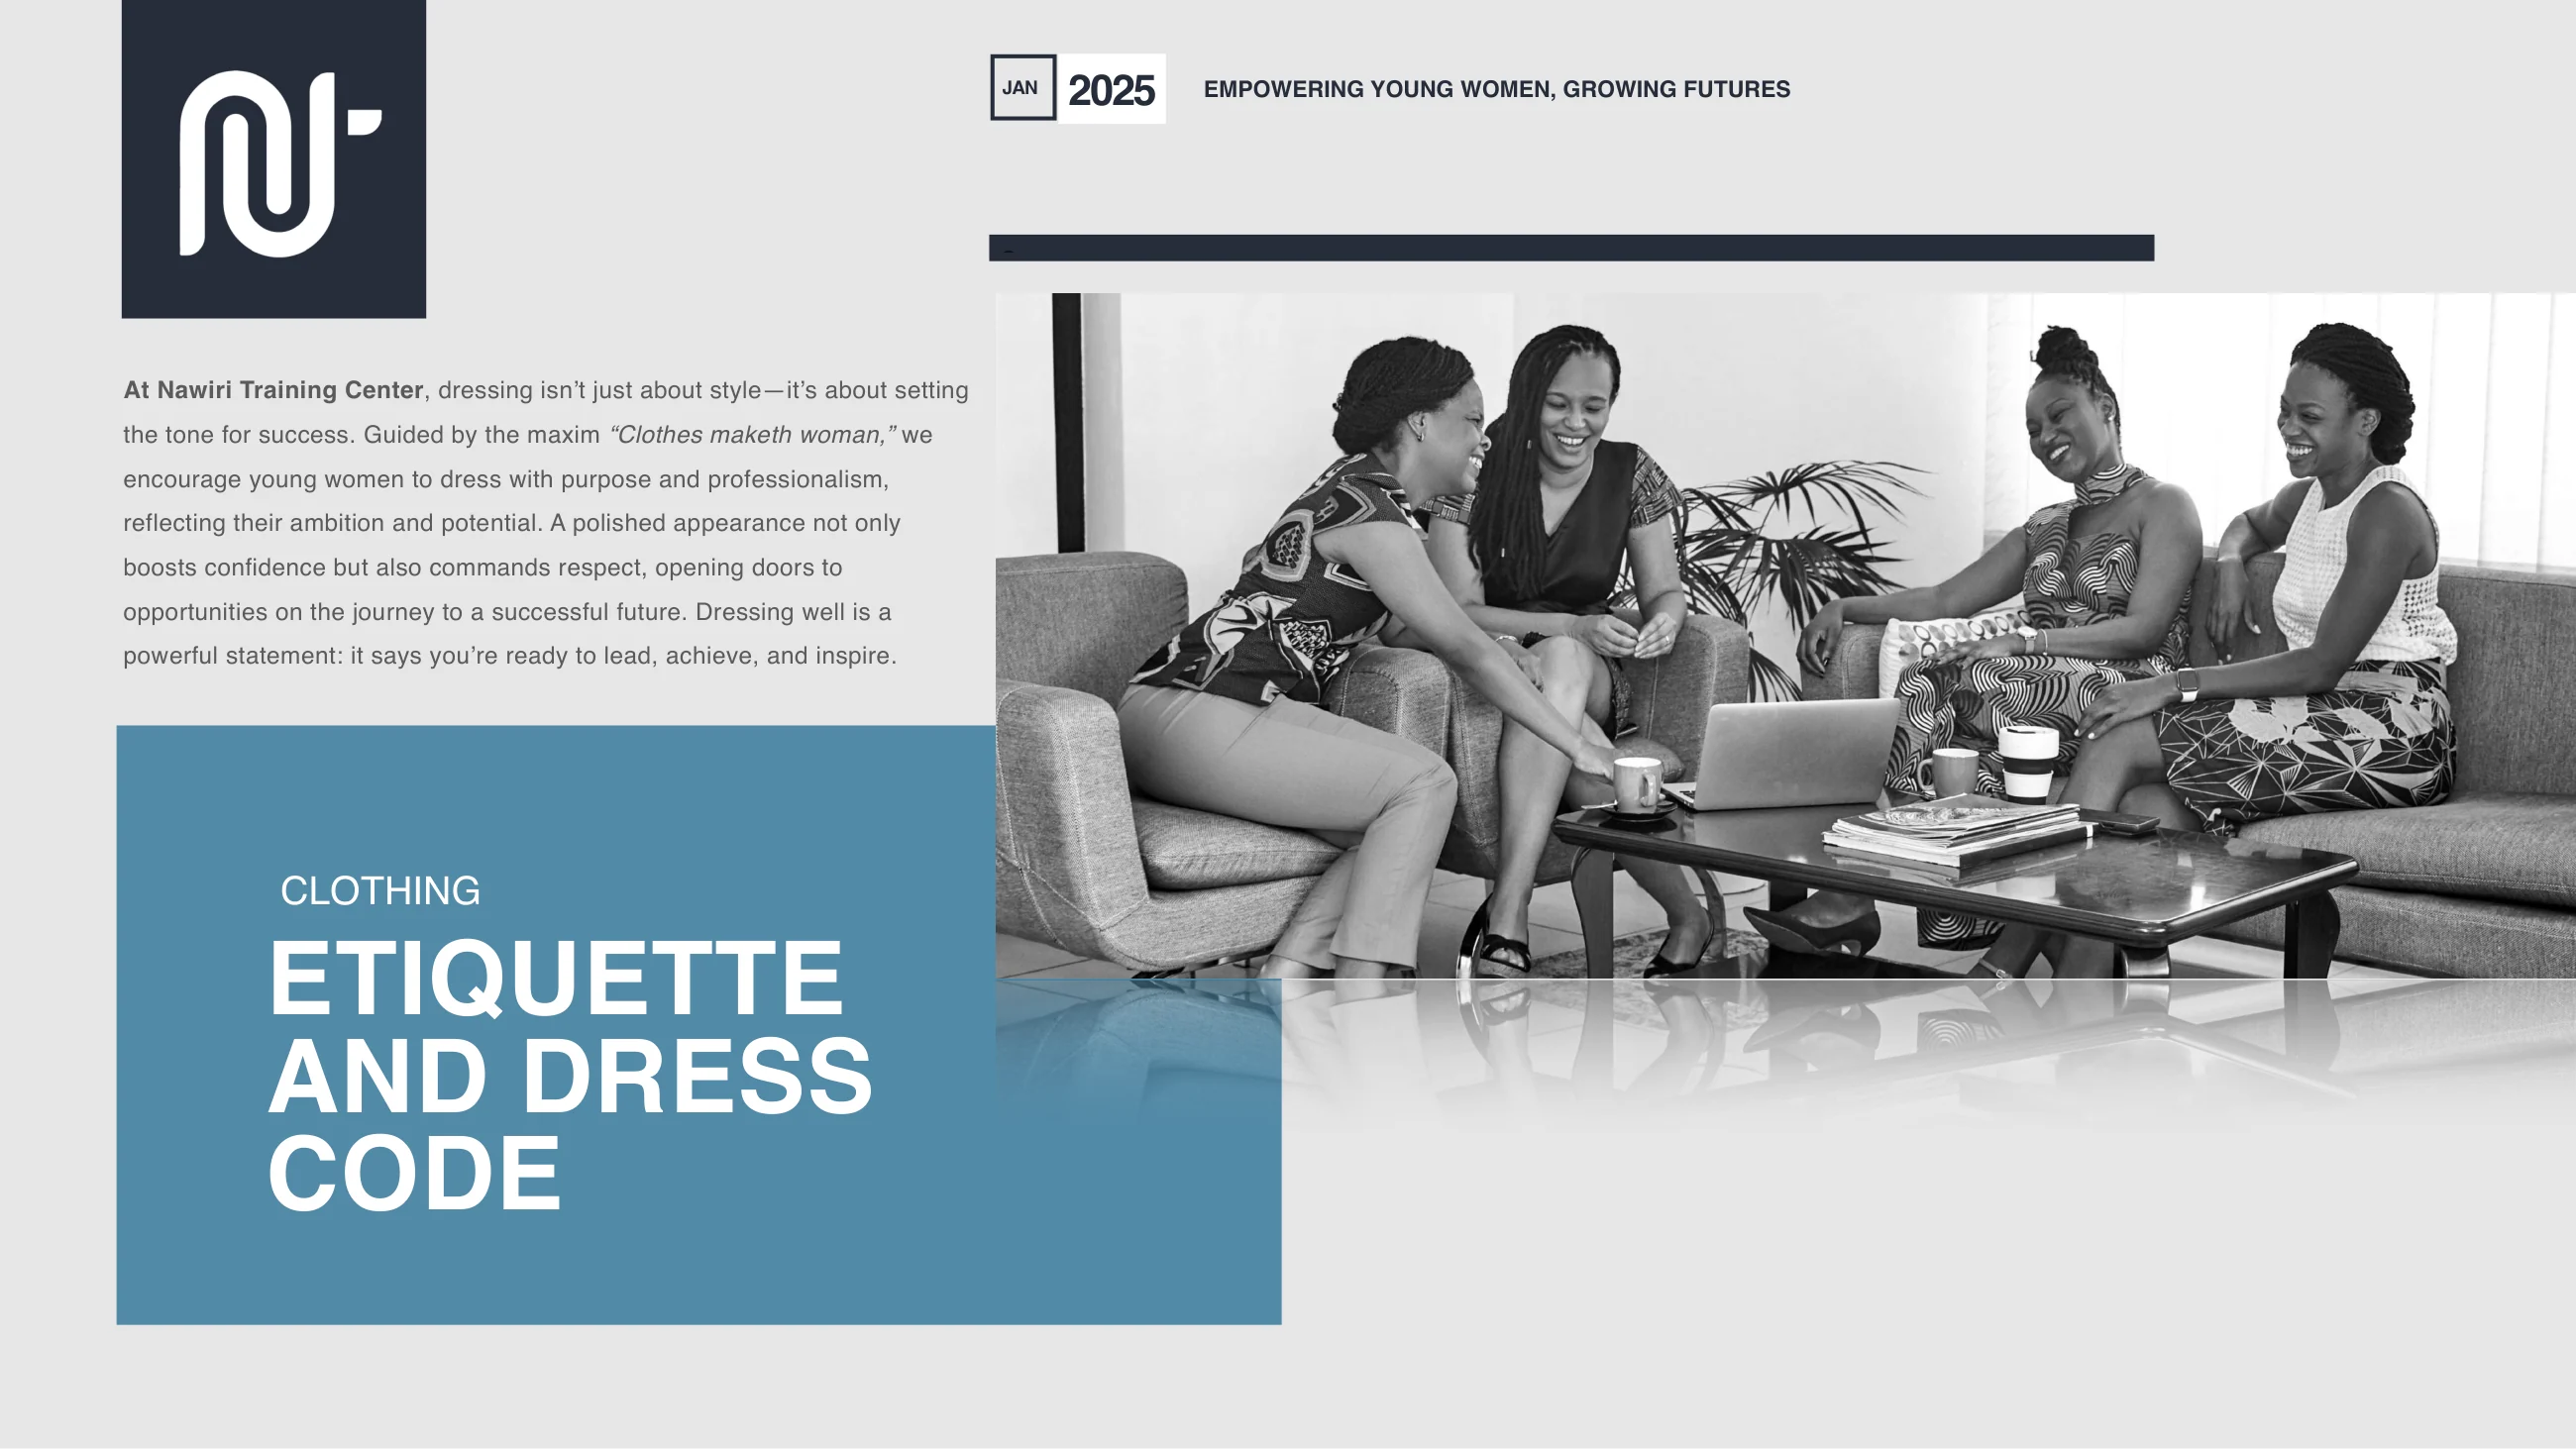 JAN 2025 EMPOWERING YOUNG WOMEN, GROWING FUTURES
At Nawiri Training Center, dressing isn’t just about style—it’s about setting
the tone for success. Guided by the maxim “Clothes maketh woman,” we
encourage young women to dress with purpose and professionalism,
reflecting their ambition and potential. A polished appearance not only
boosts confidence but also commands respect, opening doors to
opportunities on the journey to a successful future. Dressing well is a
powerful statement: it says you’re ready to lead, achieve, and inspire.
CLOTHING
ETIQUETTE
AND DRESS
CODE